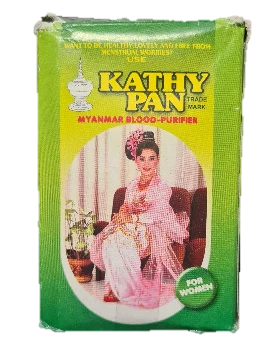 WANT TO BE HEALTHY, LOVELY AND FREE FROM
MENSTRUAL WORRIES?
USE
KATHY
PAN
TRADE
MARK
MYANMAR BLOOD-PURIFIER
FOR
WOMEN